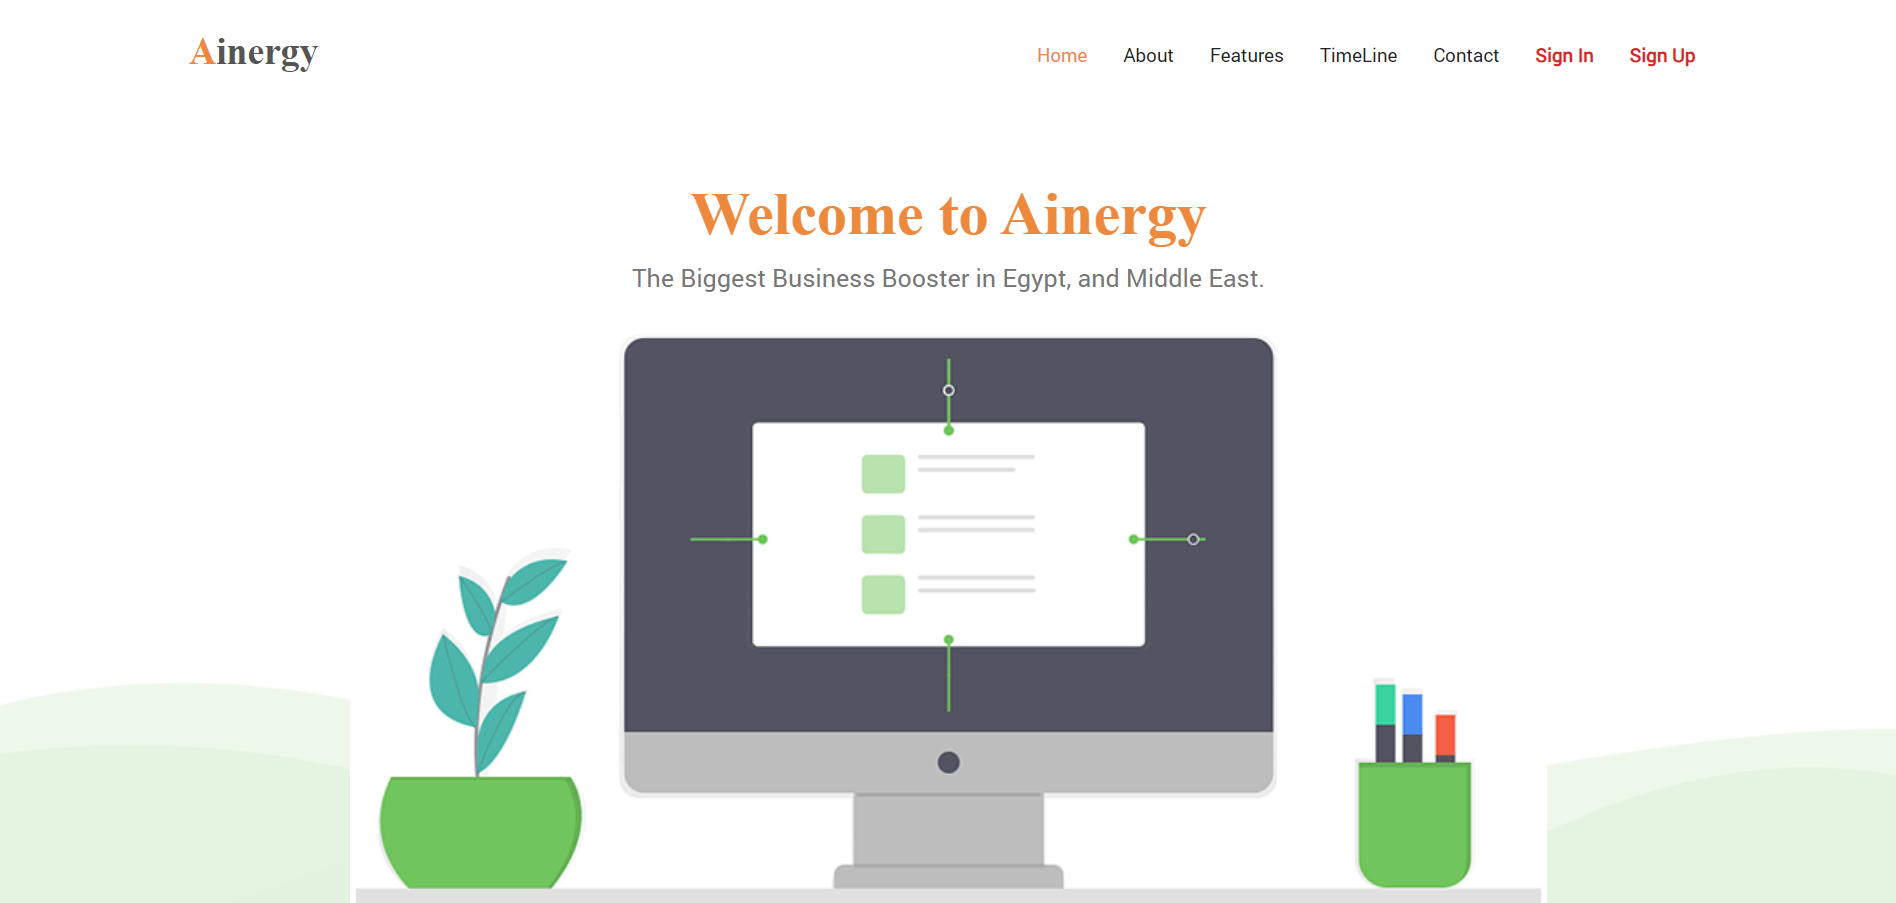 Ainergy
Home About Features TimeLine Contact Sign In Sign Up
Welcome to Ainergy
The Biggest Business Booster in Egypt, and Middle East.